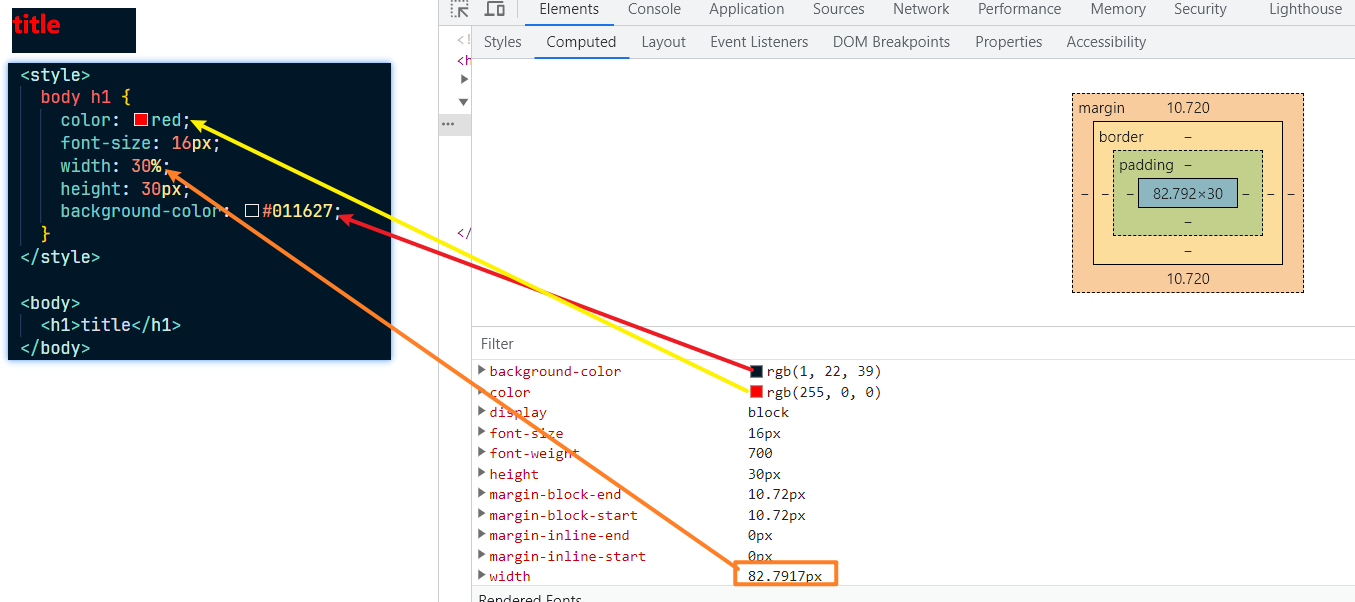 title
<style>
body h1 {
color: red;
font-size: 16px;
width: 30%;
height: 30px;
background-color: #011627;
}
</style>
<body>
<h1>title</h1>
</body>
Elements Console Application Sources Network Performance Memory Security Lighthouse
<!
<h
...
</
Styles Computed Layout Event Listeners DOM Breakpoints Properties Accessibility
margin 10.720
border –
padding –
– – – 82.792×30 – – –
–
–
10.720
Filter
background-color rgb(1, 22, 39)
color rgb(255, 0, 0)
display block
font-size 16px
font-weight 700
height 30px
margin-block-end 10.72px
margin-block-start 10.72px
margin-inline-end 0px
margin-inline-start 0px
width 82.7917px
Rendered Fonts